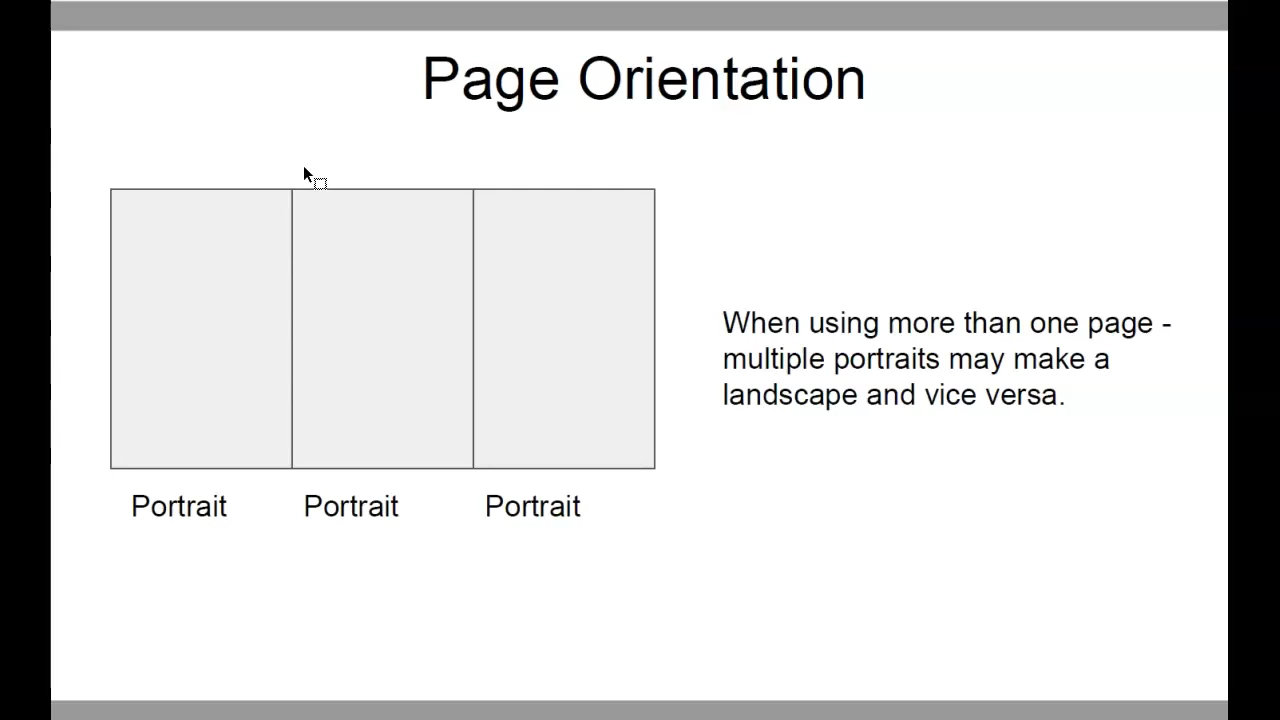 Page Orientation
When using more than one page -
multiple portraits may make a
landscape and vice versa.
Portrait Portrait Portrait